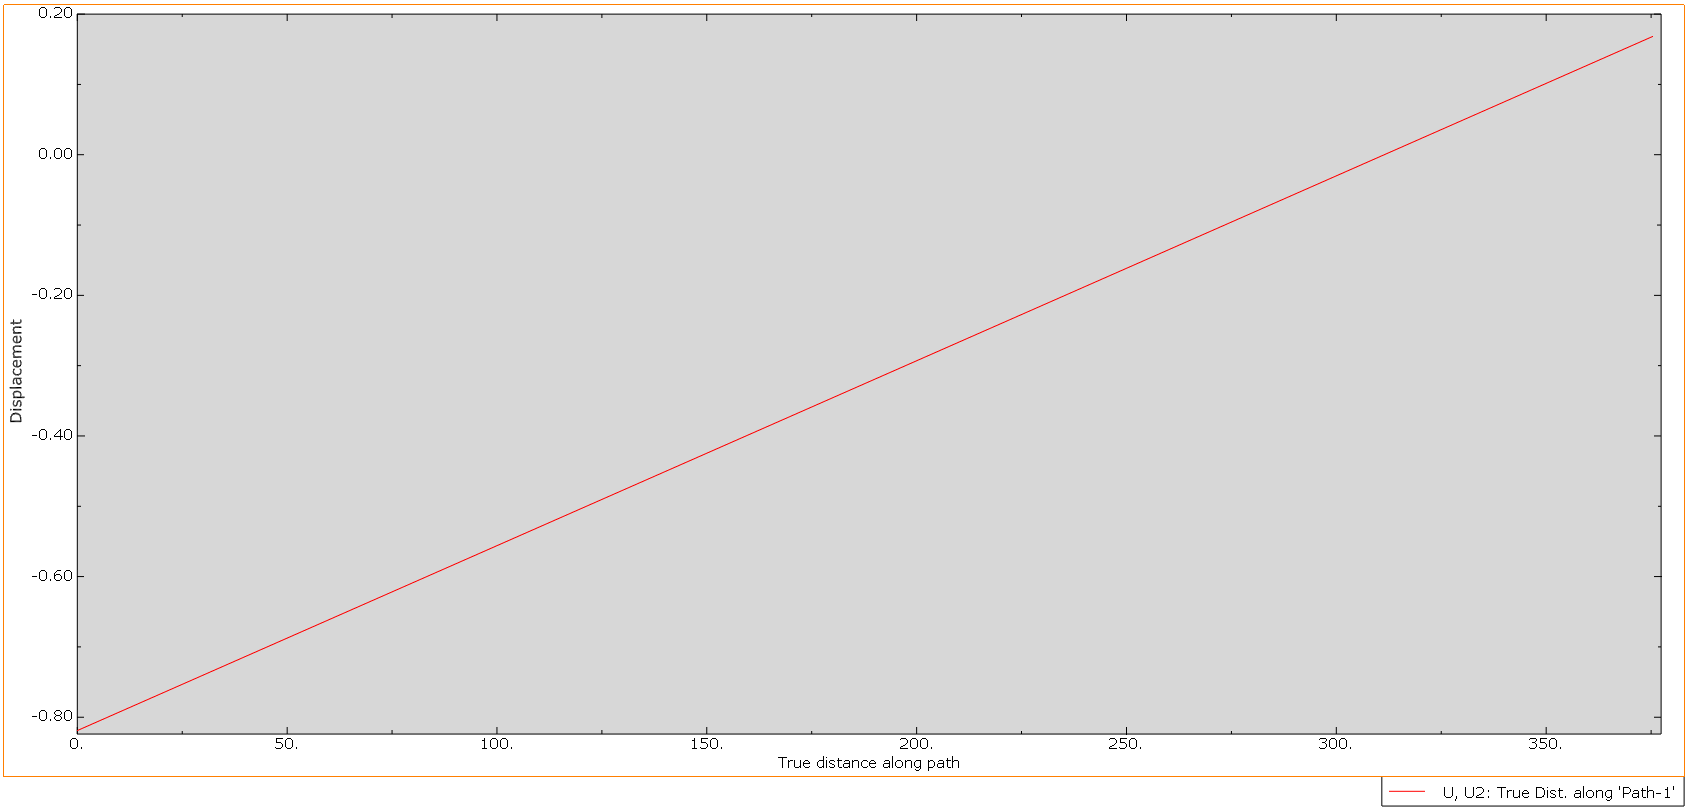 0.20
0.00
-0.20
-0.40
-0.60
-0.80
Displacement
0. 50. 100. 150. 200. 250. 300. 350.
True distance along path
U, U2: True Dist. along 'Path-1'